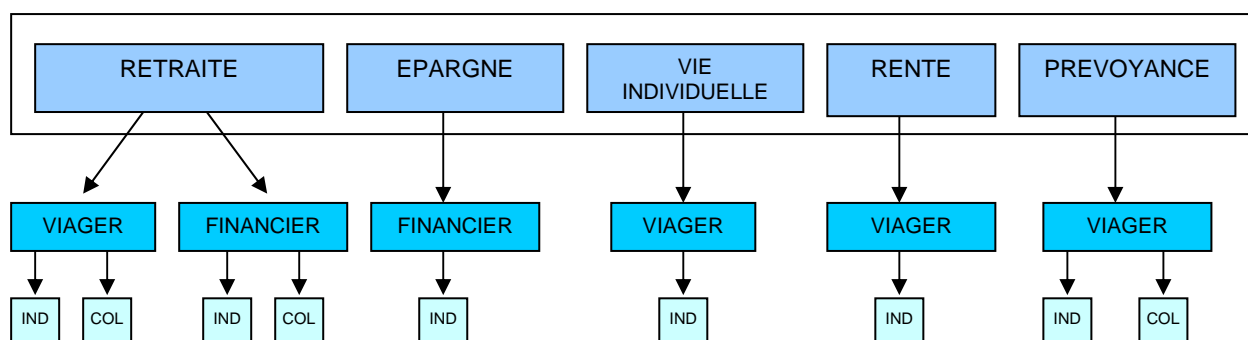 RETRAITE
EPARGNE
VIE
INDIVIDUELLE
RENTE
PREVOYANCE
VIAGER
FINANCIER
FINANCIER
VIAGER
VIAGER
VIAGER
IND
COL
IND
COL
IND
IND
IND
IND
COL